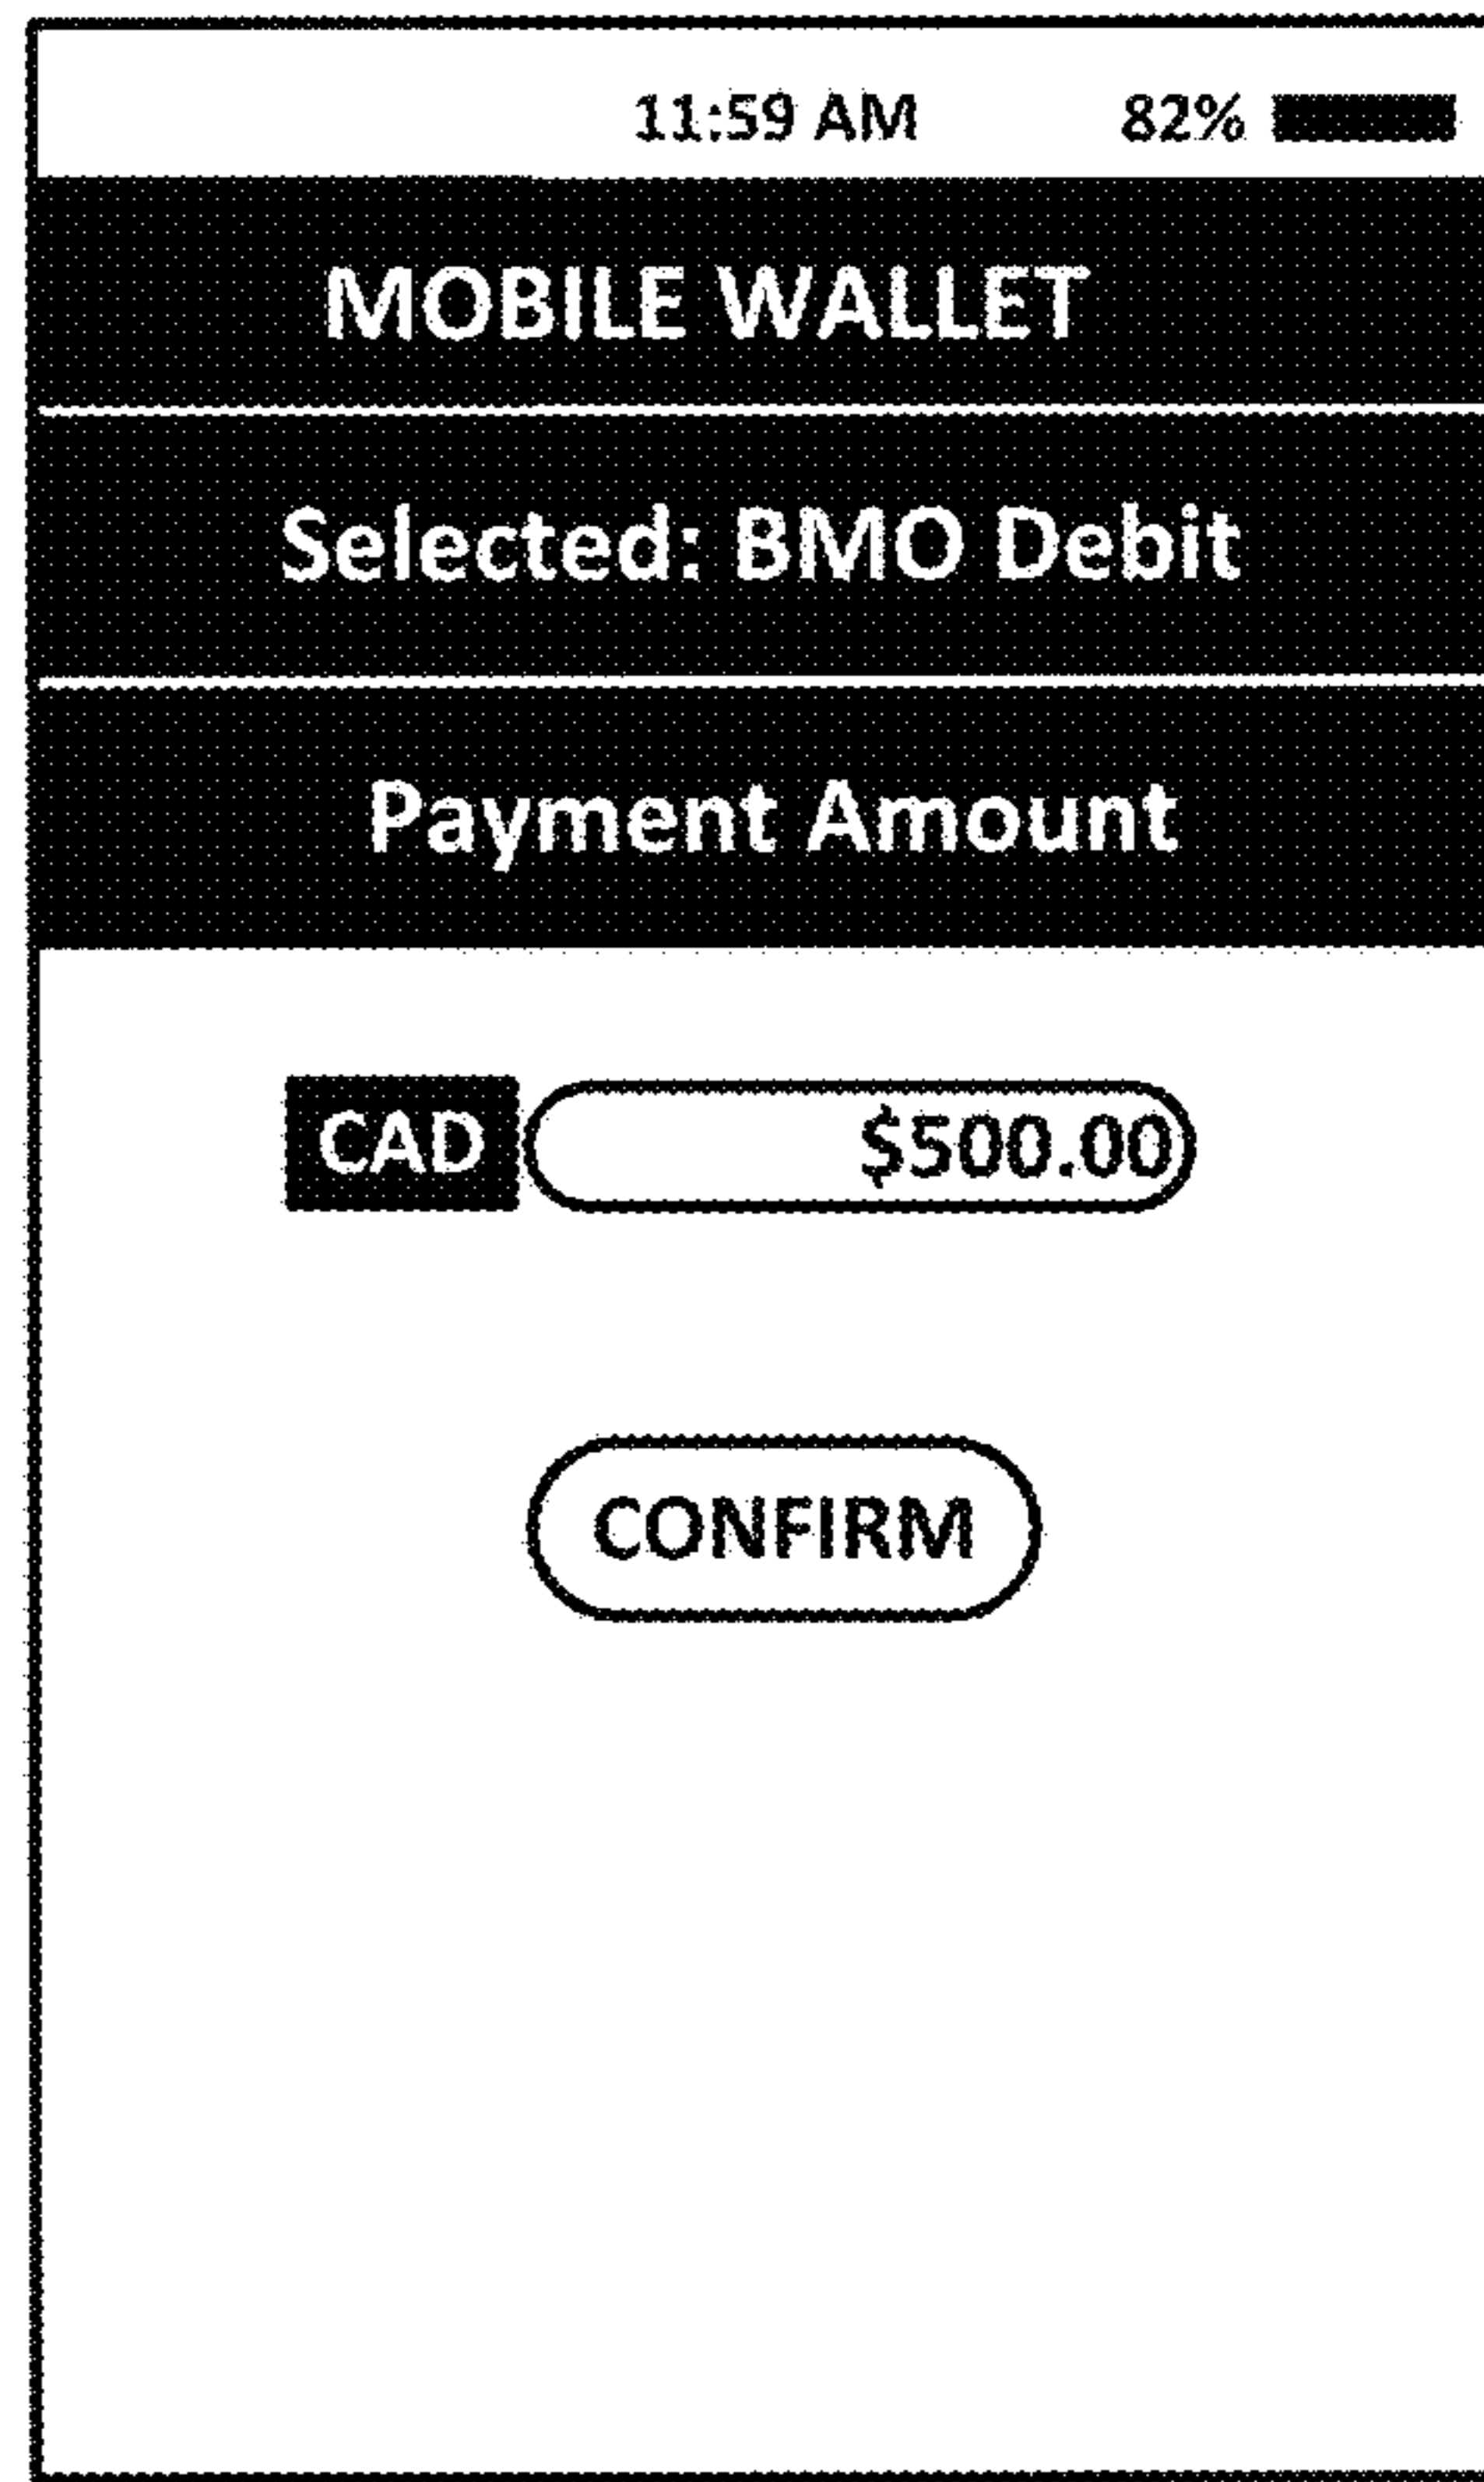 11:59 AM 82%
MOBILE WALLET
Selected: BMO Debit
Payment Amount
CAD $500.00
CONFIRM